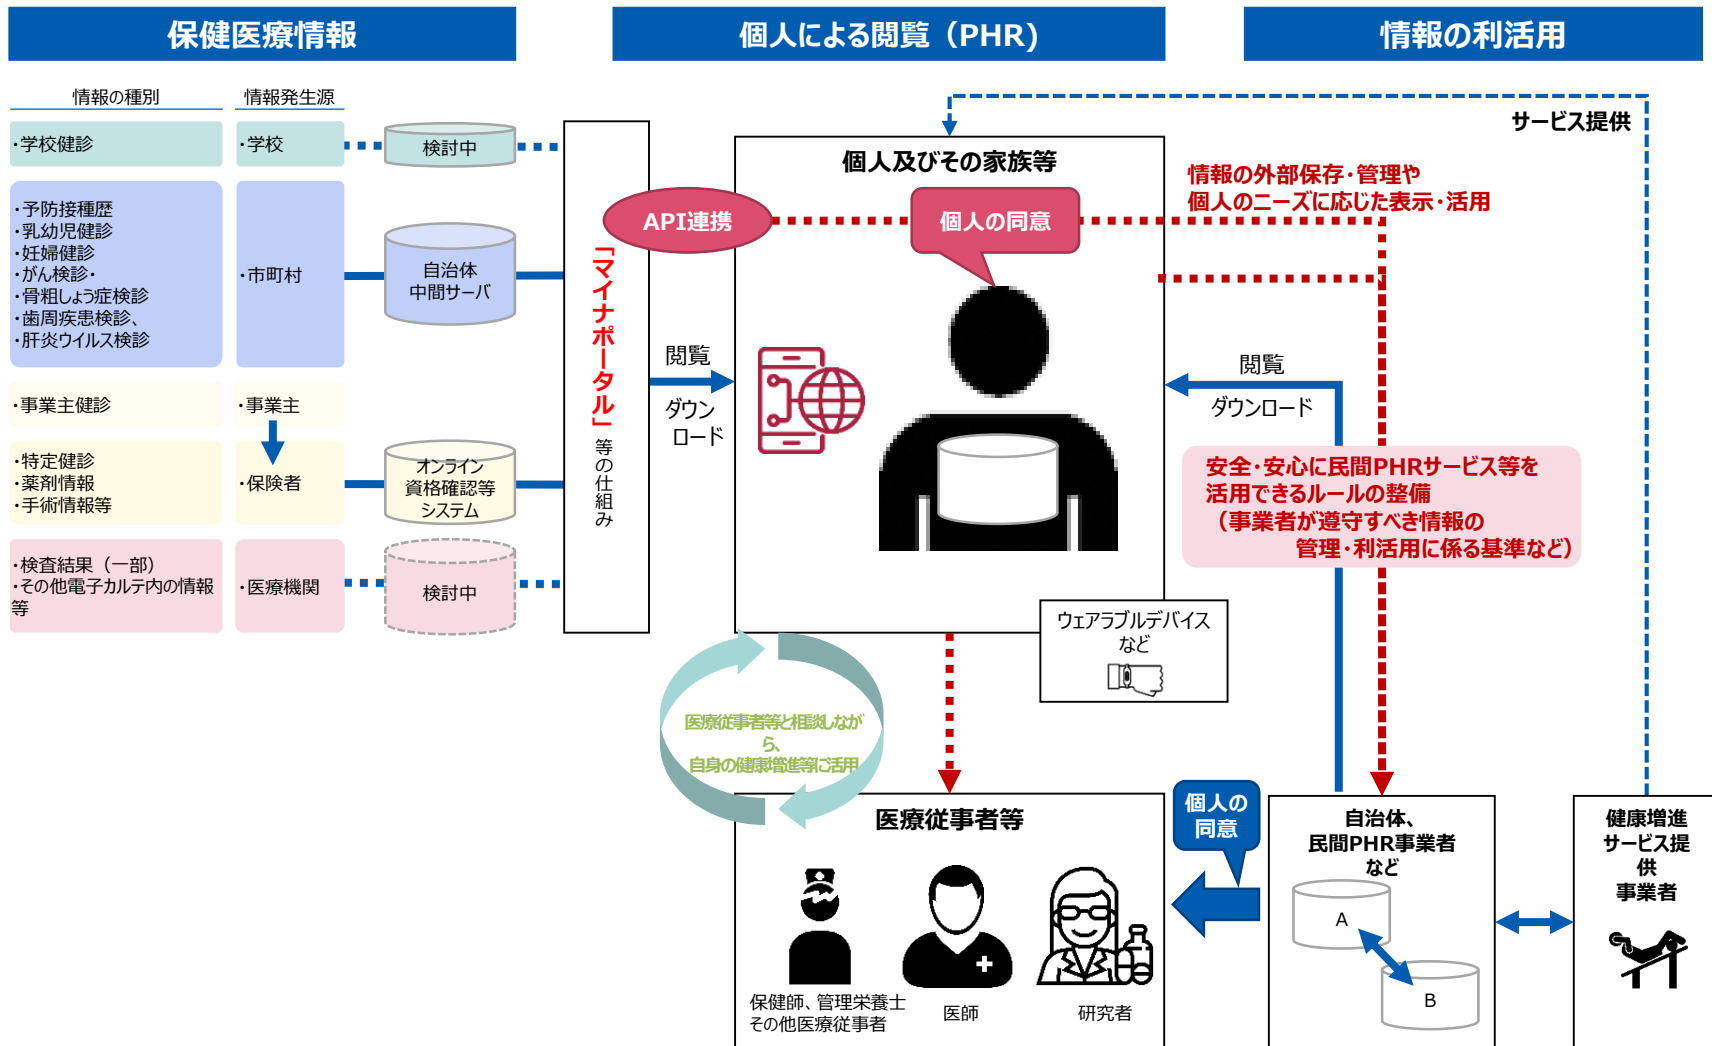 保健医療情報
個人による閲覧（PHR)
情報の利活用
情報の種別
情報発生源
・学校健診
・学校
検討中
・予防接種歴
・乳幼児健診
・妊婦健診
・がん検診・
・骨粗しょう症検診
・歯周疾患検診、
・肝炎ウイルス検診
・市町村
自治体
中間サーバ
・事業主健診
・事業主
・特定健診
・薬剤情報
・手術情報等
・保険者
オンライン
資格確認等
システム
・検査結果（一部）
・その他電子カルテ内の情報
等
・医療機関
検討中
「マイナポータル」等の仕組み
API連携
閲覧
ダウン
ロード
個人及びその家族等
個人の同意
ウェアラブルデバイス
など
サービス提供
情報の外部保存・管理や
個人のニーズに応じた表示・活用
閲覧
ダウンロード
安全・安心に民間PHRサービス等を
活用できるルールの整備
（事業者が遵守すべき情報の
管理・利活用に係る基準など）
医療従事者等と相談しなが
ら、
自身の健康増進等に活用
医療従事者等
保健師、管理栄養士
その他医療従事者
医師
研究者
個人の
同意
自治体、
民間PHR事業者
など
A
B
健康増進
サービス提
供
事業者